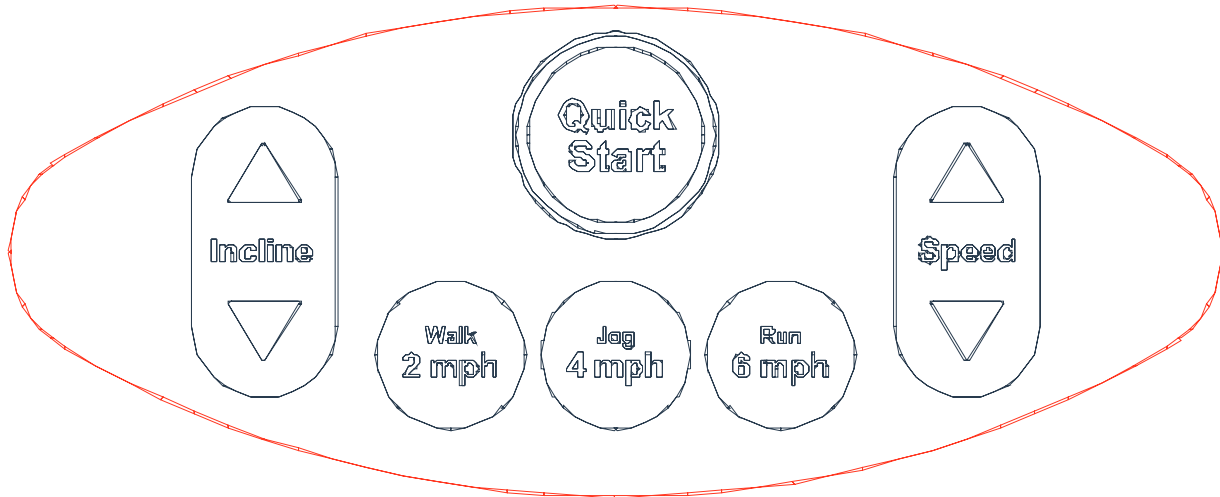 Quick
Start
Incline
Speed
Walk
2 mph
Jog
4 mph
Run
6 mph